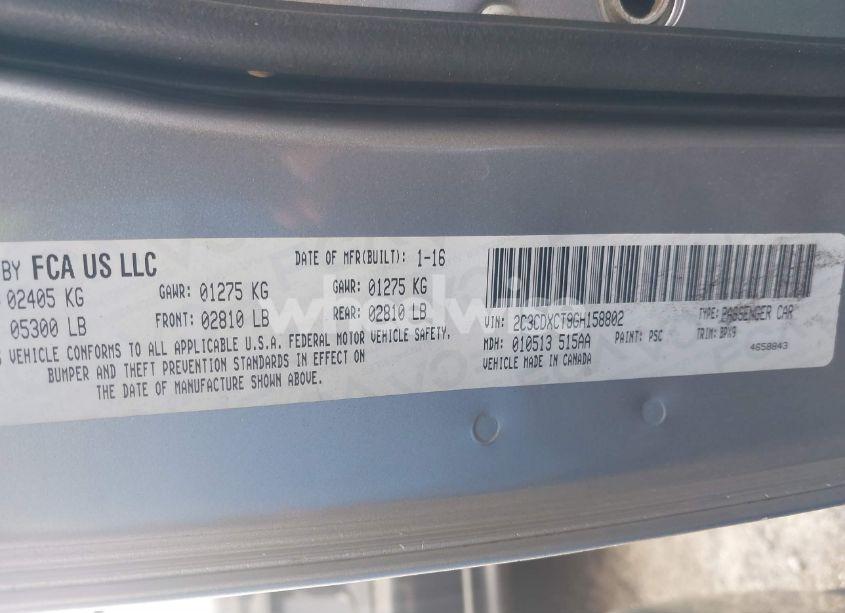 BY FCA US LLC
DATE OF MFR(BUILT): 1-16
02405 KG
GAWR: 01275 KG
GAWR: 01275 KG
05300 LB
FRONT: 02810 LB
REAR: 02810 LB
S VEHICLE CONFORMS TO ALL APPLICABLE U.S.A. FEDERAL MOTOR VEHICLE SAFETY,
BUMPER AND THEFT PREVENTION STANDARDS IN EFFECT ON
THE DATE OF MANUFACTURE SHOWN ABOVE.
VIN: 2C3CDXCT9GH158802
TYPE: PASSENGER CAR
MDH: 010513 515AA
PAINT: PSC
TRIM: BPX9
VEHICLE MADE IN CANADA
4658843
wheelwise